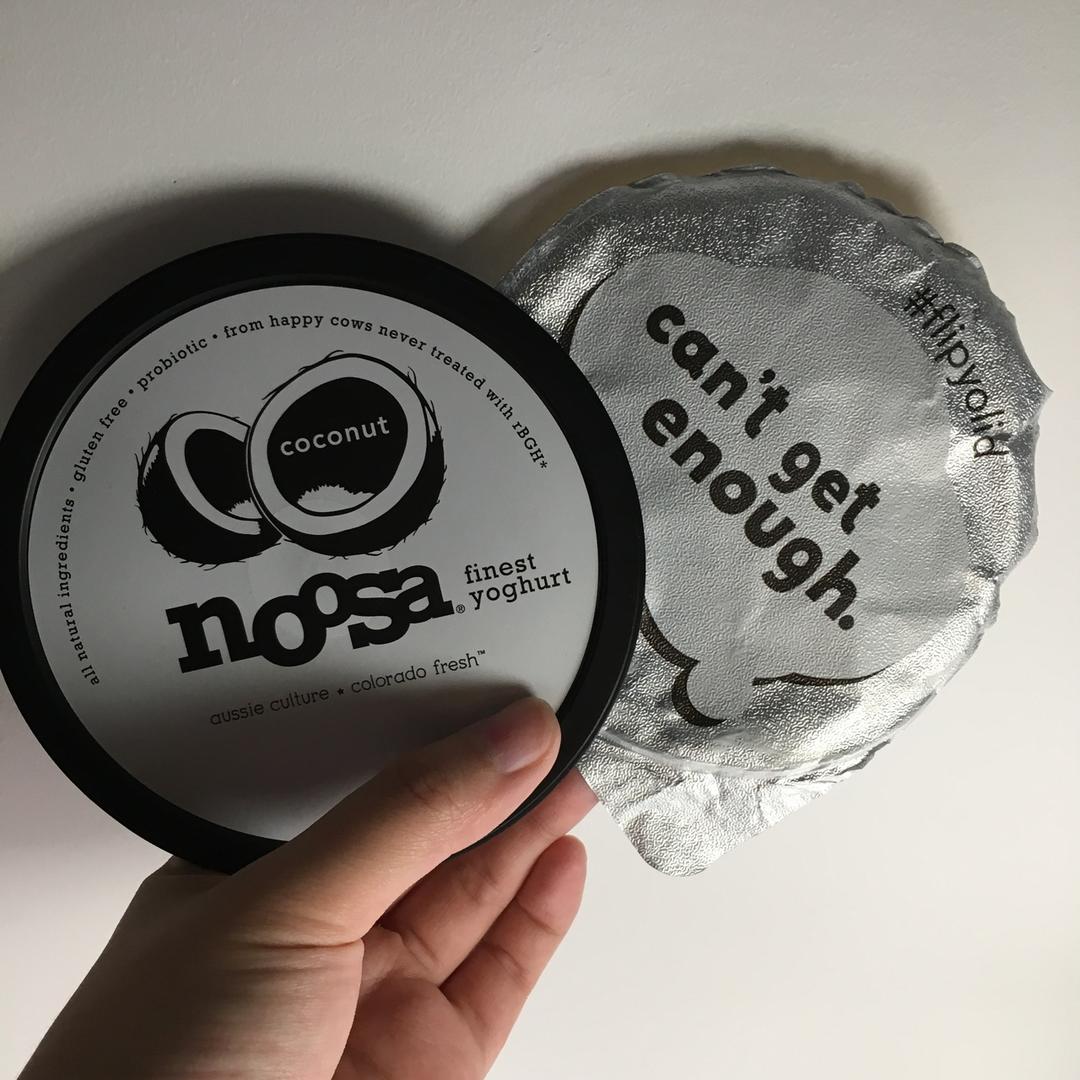 all natural ingredients • gluten free • probiotic • from happy cows never treated with rBGH*
coconut
noosa®
finest
yoghurt
aussie culture ★ colorado fresh™
can't get
enough.
#flipyolid